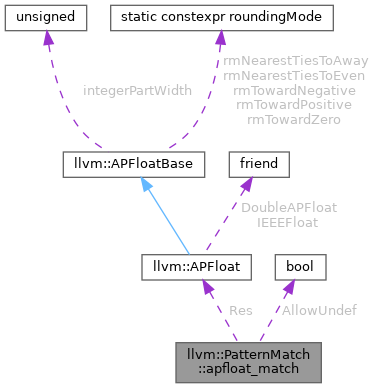 unsigned
static constexpr roundingMode
integerPartWidth
rmNearestTiesToAway
rmNearestTiesToEven
rmTowardNegative
rmTowardPositive
rmTowardZero
llvm::APFloatBase
friend
DoubleAPFloat
IEEEFloat
llvm::APFloat
bool
Res
AllowUndef
llvm::PatternMatch
::apfloat_match